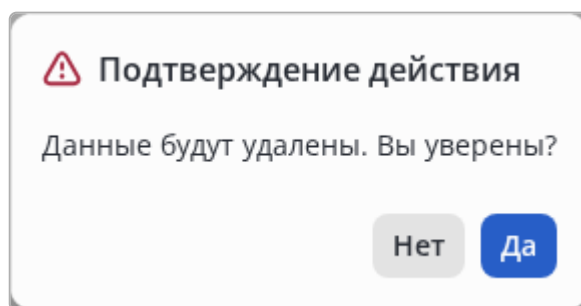 Подтверждение действия
Данные будут удалены. Вы уверены?
Нет Да